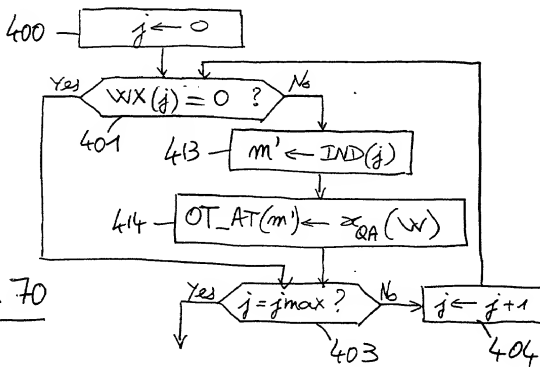 400
j ← 0
Yes
WX(j) = 0 ?
No
401
413
m' ← IND(j)
414
OT_AT(m') ← x_QA(W)
. 70
Yes
j = jmax ?
No
j ← j+1
403
404